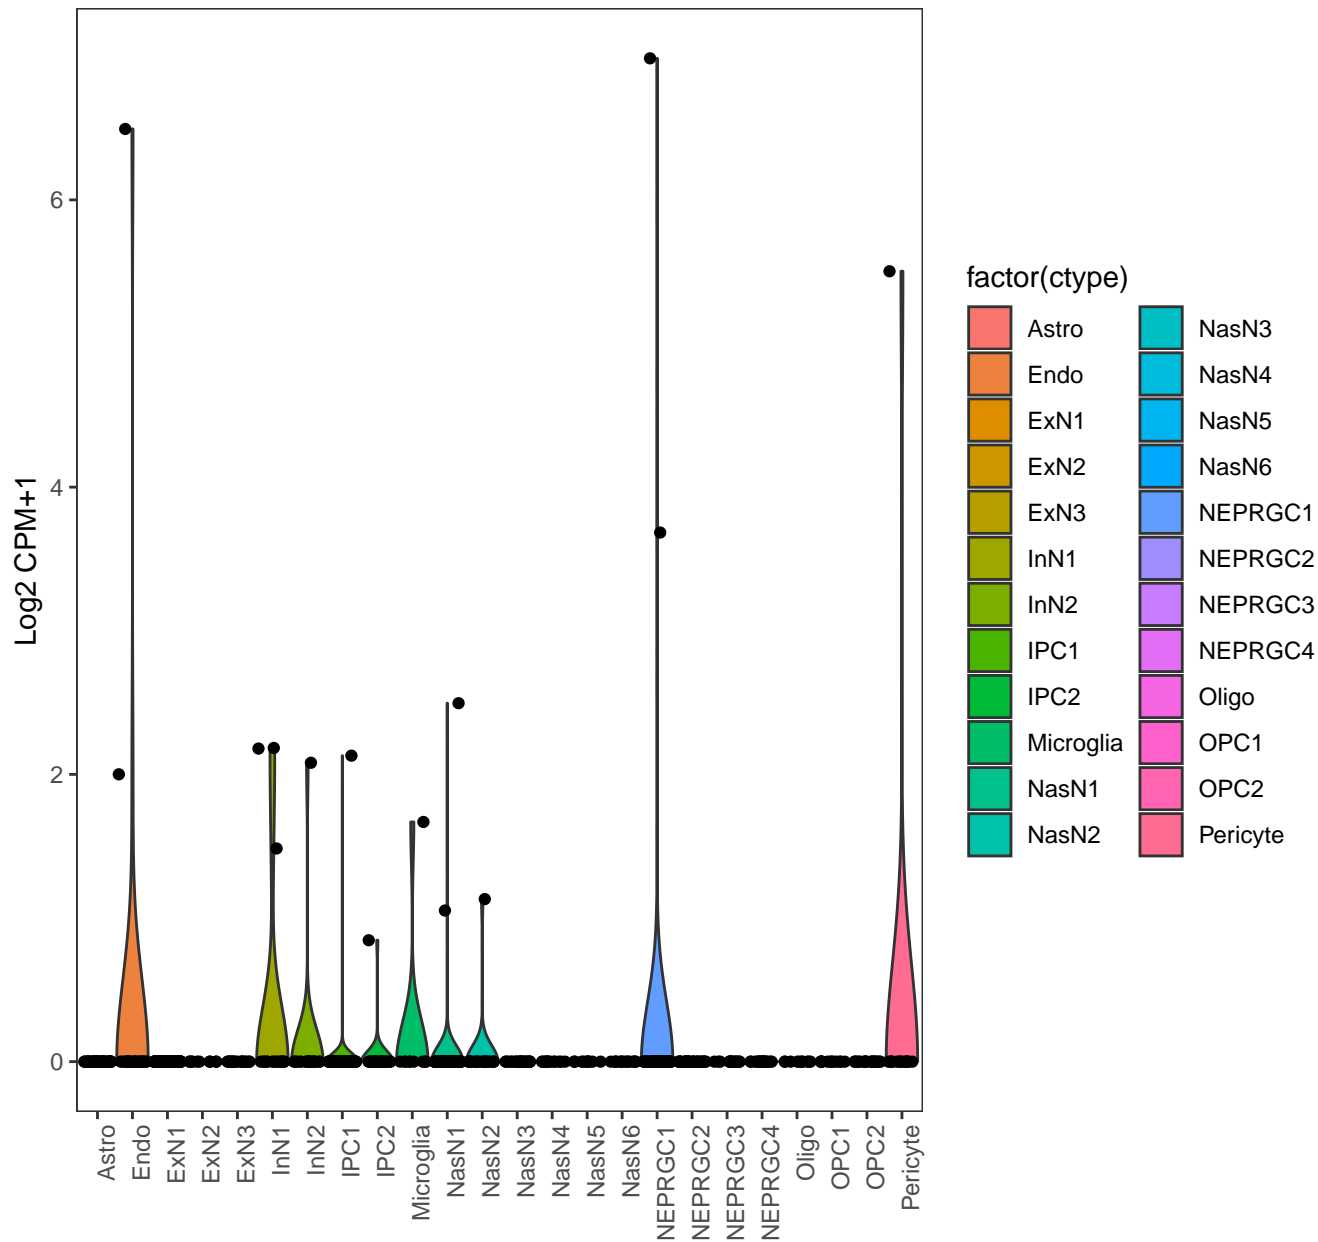 Log2 CPM+1
6
4
2
0
Astro
Endo
ExN1
ExN2
ExN3
InN1
InN2
IPC1
IPC2
Microglia
NasN1
NasN2
NasN3
NasN4
NasN5
NasN6
NEPRGC1
NEPRGC2
NEPRGC3
NEPRGC4
Oligo
OPC1
OPC2
Pericyte
factor(ctype)
Astro
Endo
ExN1
ExN2
ExN3
InN1
InN2
IPC1
IPC2
Microglia
NasN1
NasN2
NasN3
NasN4
NasN5
NasN6
NEPRGC1
NEPRGC2
NEPRGC3
NEPRGC4
Oligo
OPC1
OPC2
Pericyte